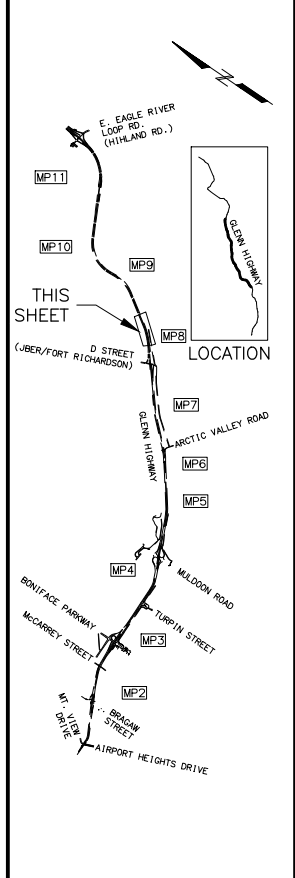 N
E. EAGLE RIVER
LOOP RD.
(HIHLAND RD.)
MP11
MP10
MP9
GLENN HIGHWAY
LOCATION
THIS
SHEET
MP8
D STREET
(JBER/FORT RICHARDSON)
MP7
GLENN HIGHWAY
ARCTIC VALLEY ROAD
MP6
MP5
MP4
MULDOON ROAD
TURPIN STREET
BONIFACE PARKWAY
McCARREY STREET
MP3
MP2
MT. VIEW
DRIVE
BRAGAW
STREET
AIRPORT HEIGHTS DRIVE